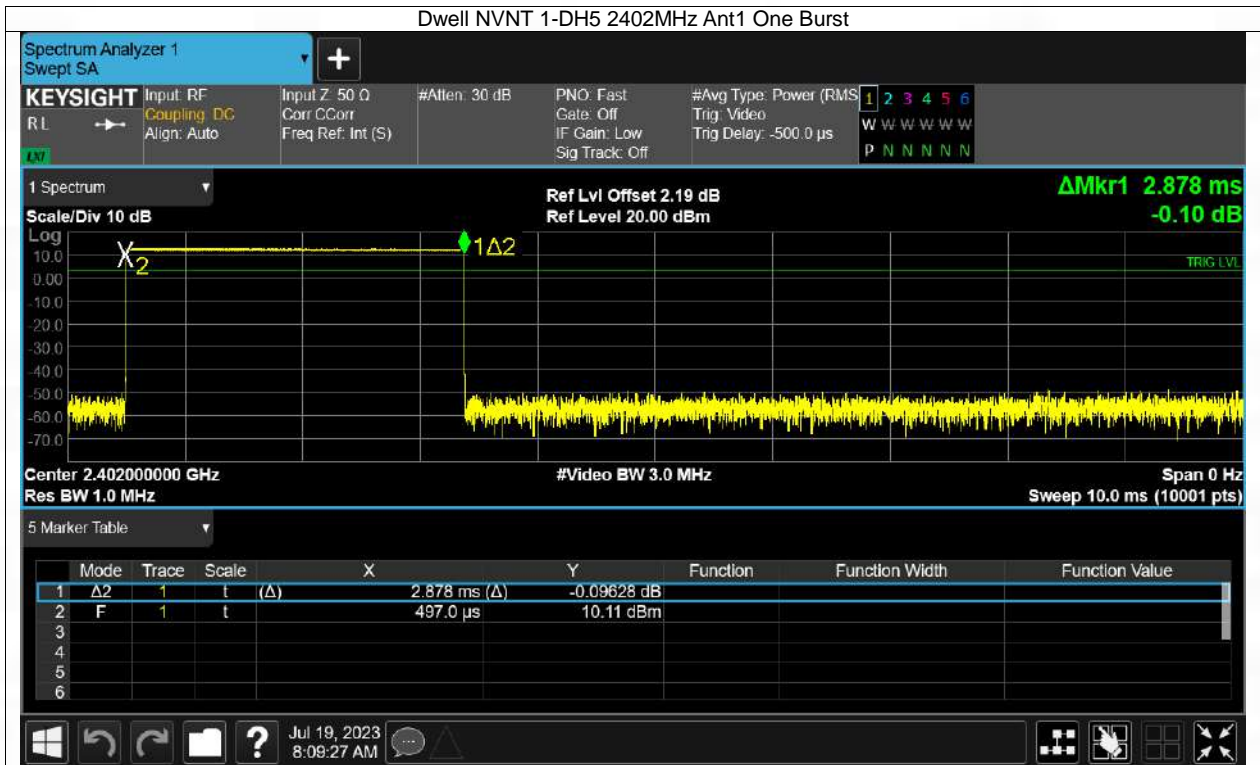 Dwell NVNT 1-DH5 2402MHz Ant1 One Burst
Spectrum Analyzer 1
Swept SA
+
KEYSIGHT
RL
LXI
Input: RF
Coupling: DC
Align: Auto
Input Z: 50 Ω
Corr CCorr
Freq Ref: Int (S)
#Atten: 30 dB
PNO: Fast
Gate: Off
IF Gain: Low
Sig Track: Off
#Avg Type: Power (RMS
Trig: Video
Trig Delay: -500.0 µs
1 2 3 4 5 6
W W W W W W
P N N N N N
1 Spectrum
Scale/Div 10 dB
Ref Lvl Offset 2.19 dB
Ref Level 20.00 dBm
ΔMkr1 2.878 ms
-0.10 dB
Log
10.0
0.00
-10.0
-20.0
-30.0
-40.0
-50.0
-60.0
-70.0
X2
1Δ2
TRIG LVL
Center 2.402000000 GHz
Res BW 1.0 MHz
#Video BW 3.0 MHz
Span 0 Hz
Sweep 10.0 ms (10001 pts)
5 Marker Table
Mode Trace Scale X Y Function Function Width Function Value
1 Δ2 1 t (Δ) 2.878 ms (Δ) -0.09628 dB
2 F 1 t 497.0 µs 10.11 dBm
3
4
5
6
?
Jul 19, 2023
8:09:27 AM